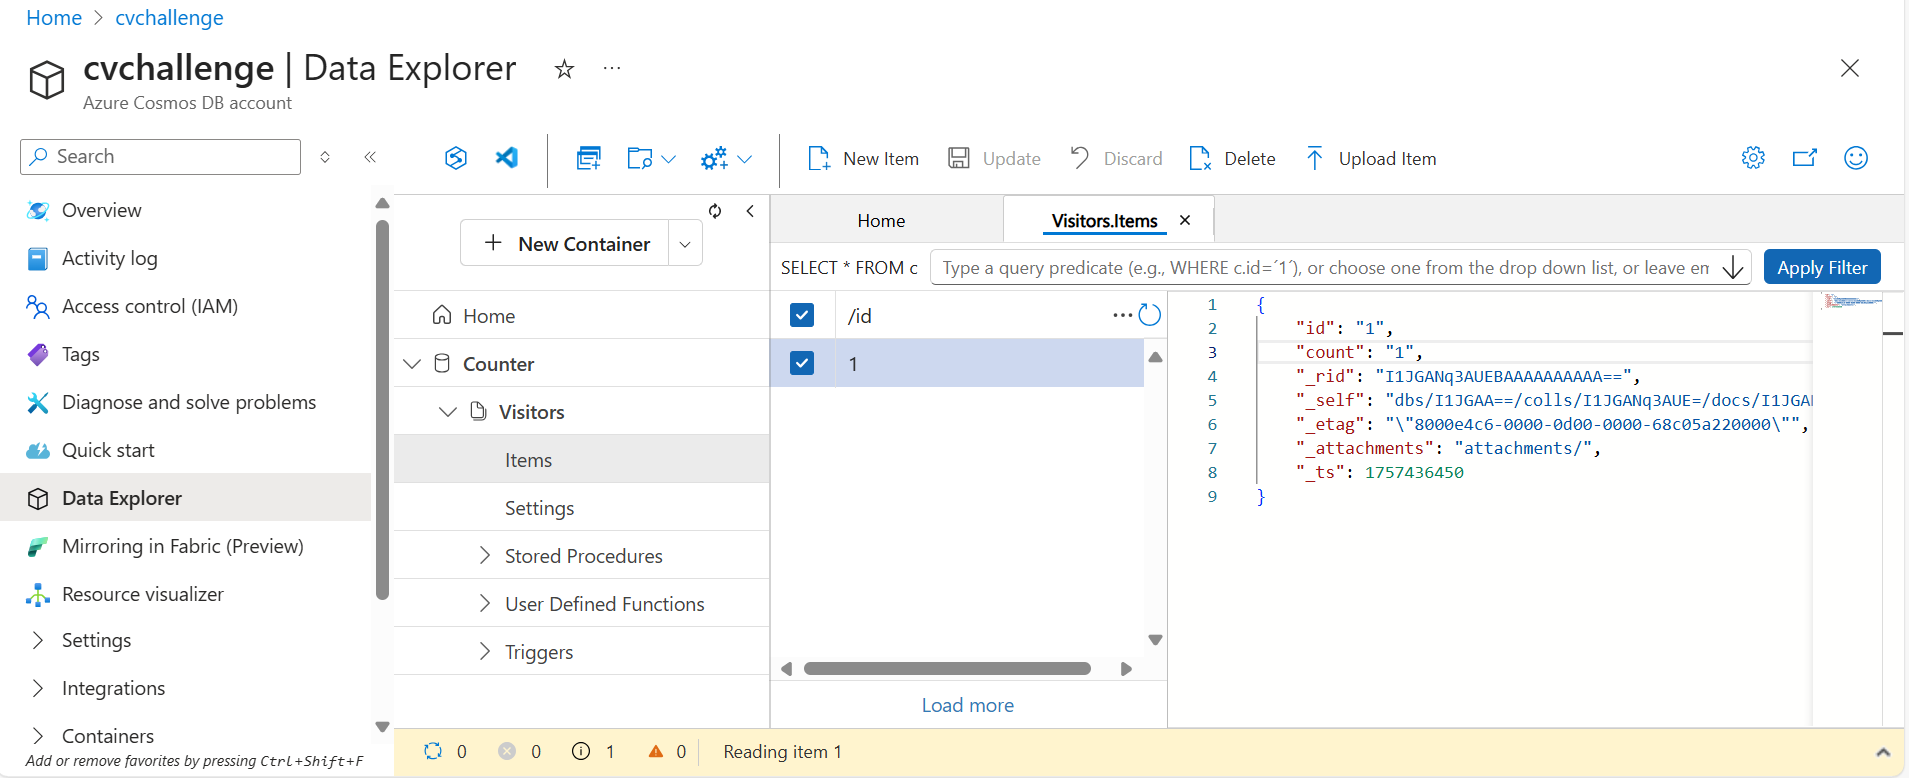 Home > cvchallenge
cvchallenge | Data Explorer
Azure Cosmos DB account
Search
Overview
Activity log
Access control (IAM)
Tags
Diagnose and solve problems
Quick start
Data Explorer
Mirroring in Fabric (Preview)
Resource visualizer
Settings
Integrations
Containers
Add or remove favorites by pressing Ctrl+Shift+F
New Item
Update
Discard
Delete
Upload Item
+ New Container
Home
Counter
Visitors
Items
Settings
Stored Procedures
User Defined Functions
Triggers
Home
Visitors.Items
SELECT * FROM c
Type a query predicate (e.g., WHERE c.id=´1´), or choose one from the drop down list, or leave em
Apply Filter
/id
1
Load more
1 {
2 "id": "1",
3 "count": "1",
4 "_rid": "I1JGANq3AUEBAAAAAAAAAA==",
5 "_self": "dbs/I1JGAA==/colls/I1JGANq3AUE=/docs/I1JGAN
6 "_etag": "\"8000e4c6-0000-0d00-0000-68c05a220000\"",
7 "_attachments": "attachments/",
8 "_ts": 1757436450
9 }
0 0 1 0 Reading item 1